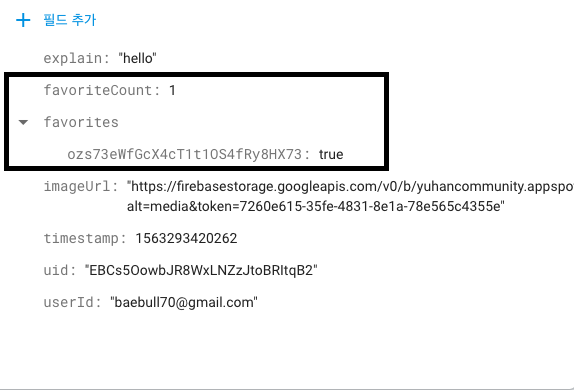 + 필드 추가
explain: "hello"
favoriteCount: 1
favorites
ozs73eWfGcX4cT1t1OS4fRy8HX73: true
imageUrl: "https://firebasestorage.googleapis.com/v0/b/yuhancommunity.appspo
alt=media&token=7260e615-35fe-4831-8e1a-78e565c4355e"
timestamp: 1563293420262
uid: "EBCs5OowbJR8WxLNZzJtoBRItqB2"
userId: "baebull70@gmail.com"